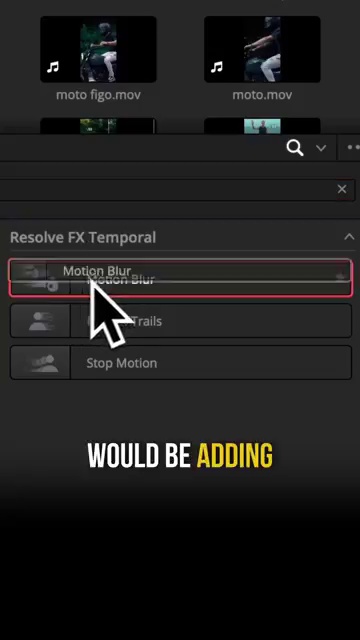 moto figo.mov
moto.mov
Resolve FX Temporal
Motion Blur
Motion Blur
Trails
Stop Motion
WOULD BE ADDING